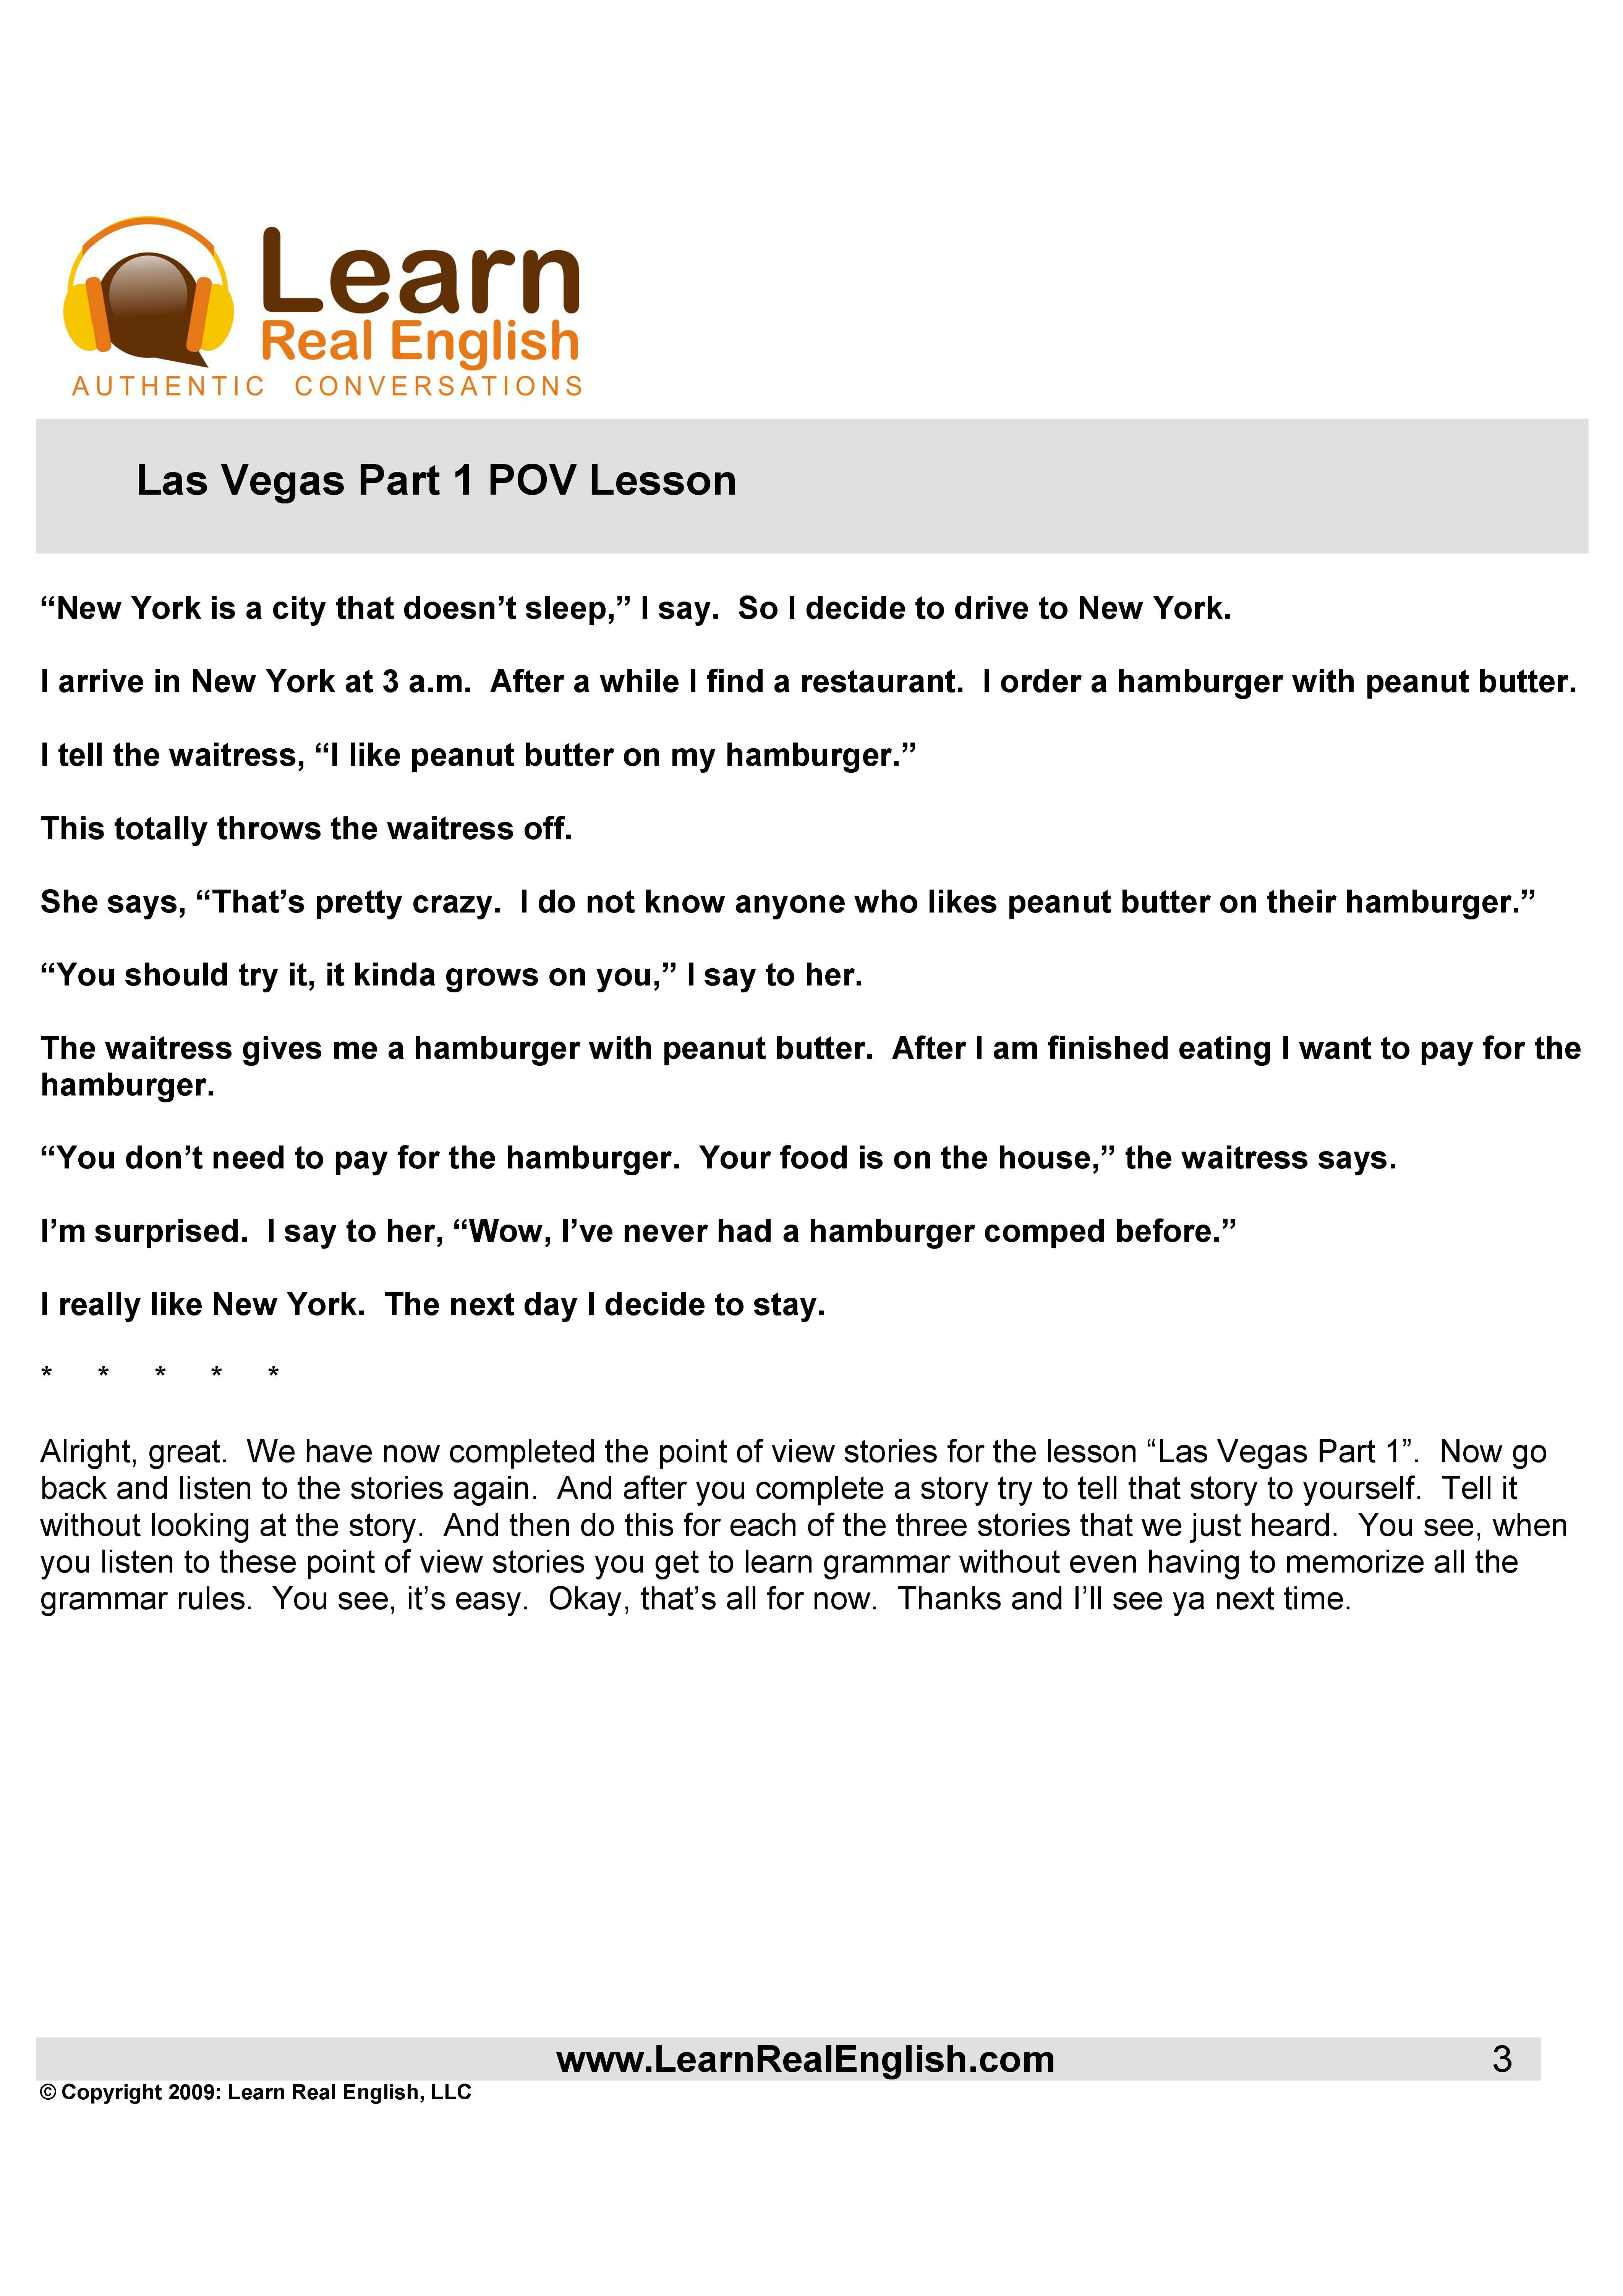 Learn
Real English
AUTHENTIC CONVERSATIONS
Las Vegas Part 1 POV Lesson
“New York is a city that doesn’t sleep,” I say.  So I decide to drive to New York.
I arrive in New York at 3 a.m.  After a while I find a restaurant.  I order a hamburger with peanut butter.
I tell the waitress, “I like peanut butter on my hamburger.”
This totally throws the waitress off.
She says, “That’s pretty crazy.  I do not know anyone who likes peanut butter on their hamburger.”
“You should try it, it kinda grows on you,” I say to her.
The waitress gives me a hamburger with peanut butter.  After I am finished eating I want to pay for the
hamburger.
“You don’t need to pay for the hamburger.  Your food is on the house,” the waitress says.
I’m surprised.  I say to her, “Wow, I’ve never had a hamburger comped before.”
I really like New York.  The next day I decide to stay.
* * * * *
Alright, great.  We have now completed the point of view stories for the lesson “Las Vegas Part 1”.  Now go
back and listen to the stories again.  And after you complete a story try to tell that story to yourself.  Tell it
without looking at the story.  And then do this for each of the three stories that we just heard.  You see, when
you listen to these point of view stories you get to learn grammar without even having to memorize all the
grammar rules.  You see, it’s easy.  Okay, that’s all for now.  Thanks and I’ll see ya next time.
www.LearnRealEnglish.com 3
© Copyright 2009: Learn Real English, LLC